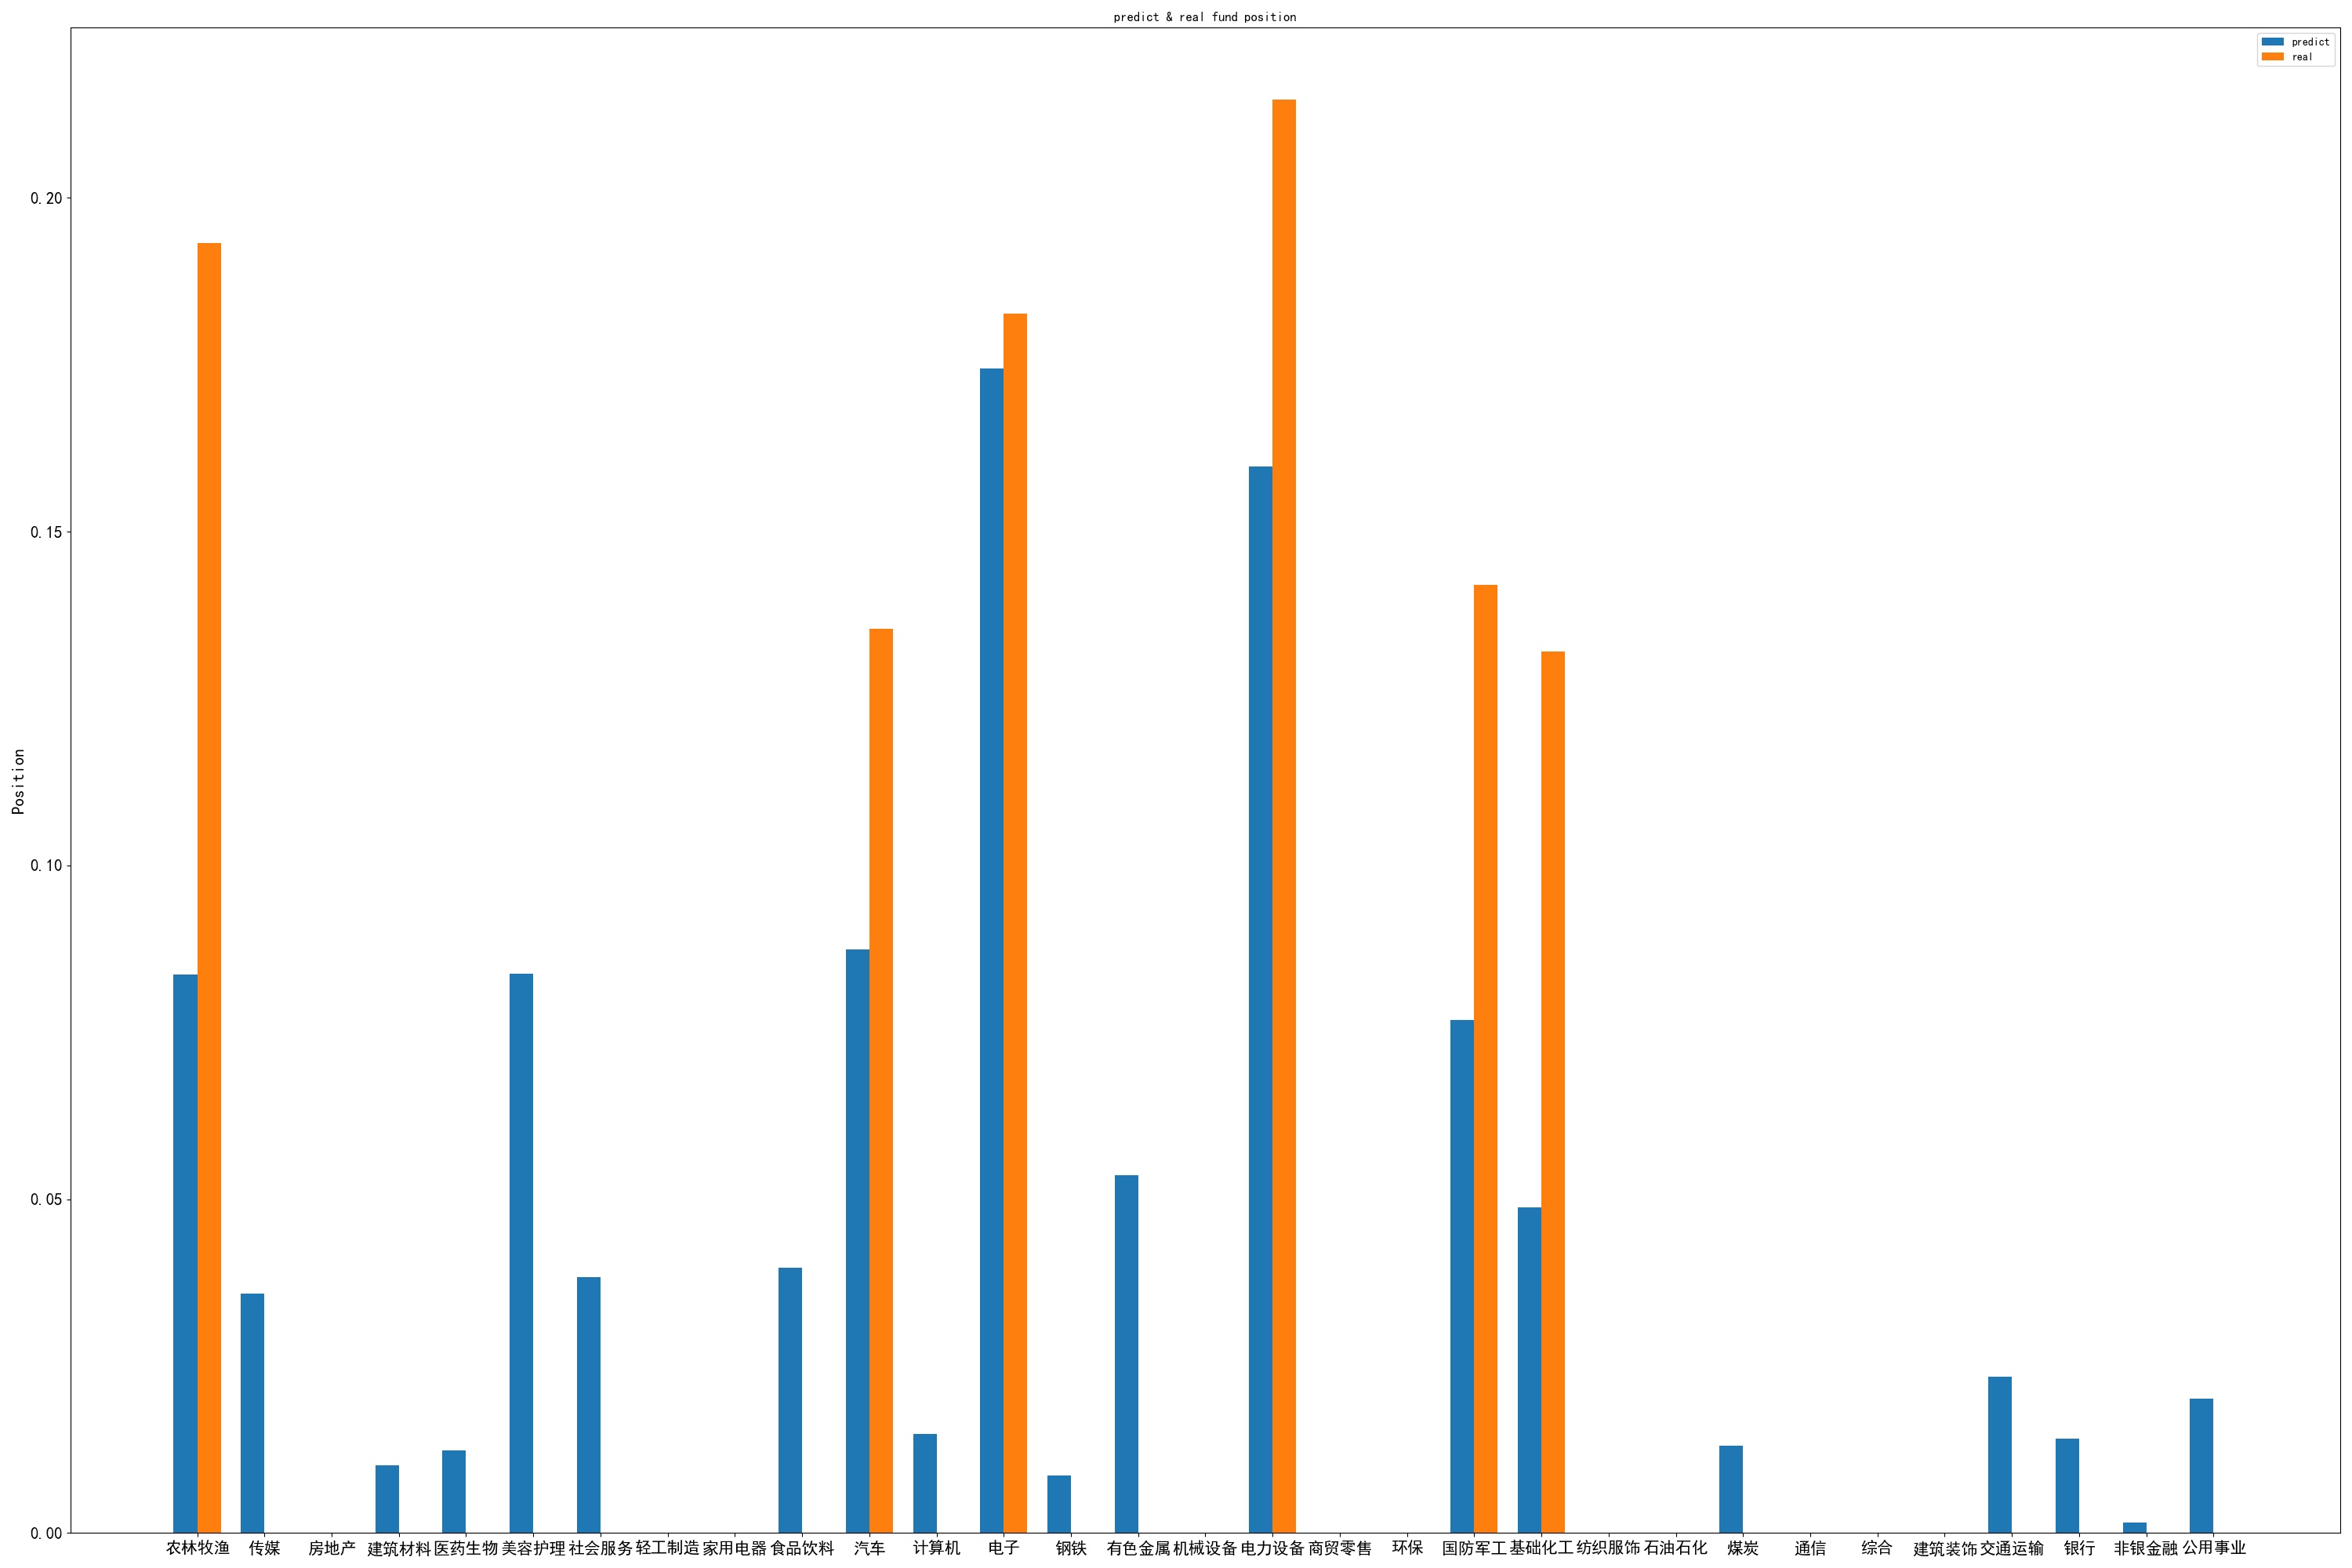 predict & real fund position
predict
real
0.20
0.15
0.10
0.05
0.00
Position
农林牧渔 传媒 房地产 建筑材料 医药生物 美容护理 社会服务 轻工制造 家用电器 食品饮料 汽车 计算机 电子 钢铁 有色金属 机械设备 电力设备 商贸零售 环保 国防军工 基础化工 纺织服饰 石油石化 煤炭 通信 综合 建筑装饰 交通运输 银行 非银金融 公用事业